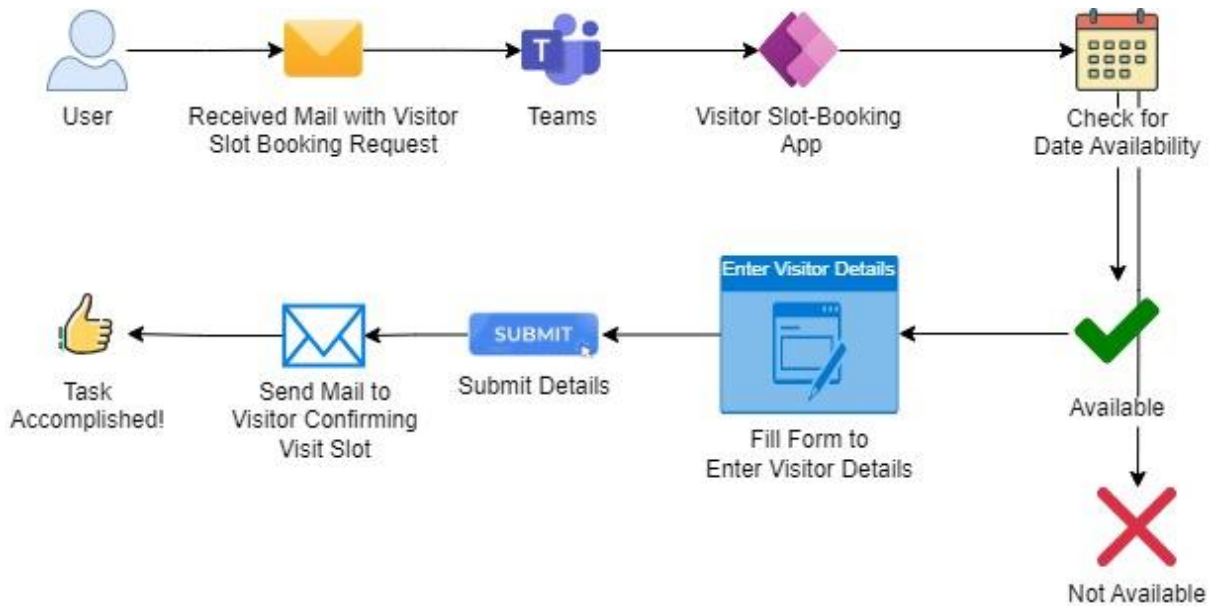 T
User
Received Mail with Visitor
Slot Booking Request
Teams
Visitor Slot-Booking
App
Check for
Date Availability
Task
Accomplished!
Send Mail to
Visitor Confirming
Visit Slot
SUBMIT
Submit Details
Enter Visitor Details
Fill Form to
Enter Visitor Details
Available
Not Available